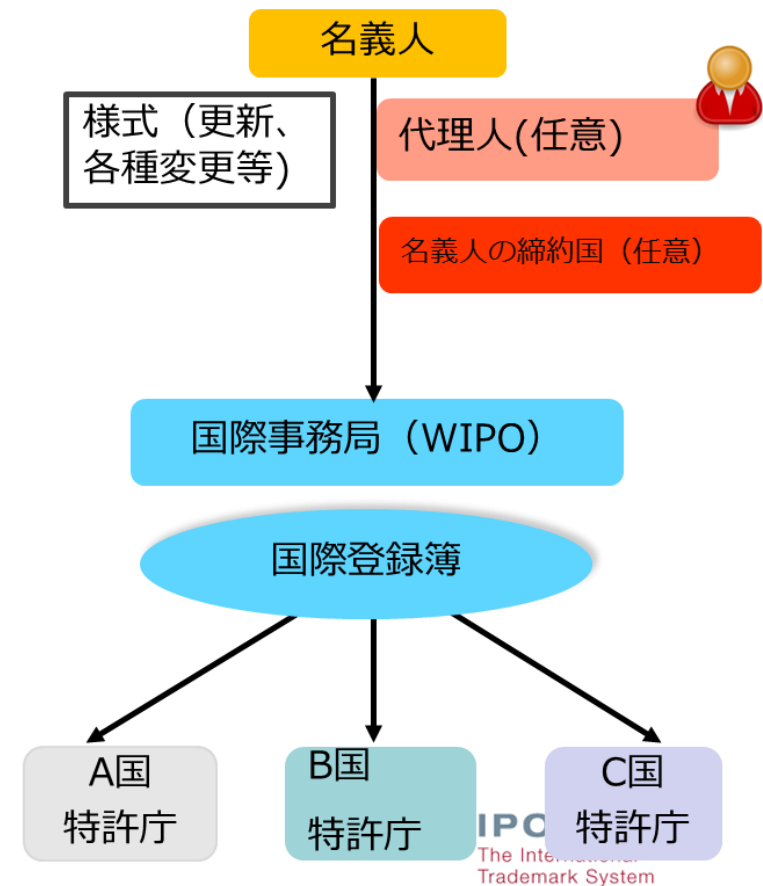 名義人
様式（更新、
各種変更等)
代理人(任意)
名義人の締約国（任意）
国際事務局（WIPO）
国際登録簿
A国
特許庁
B国
特許庁
C国
特許庁
The
Trademark System